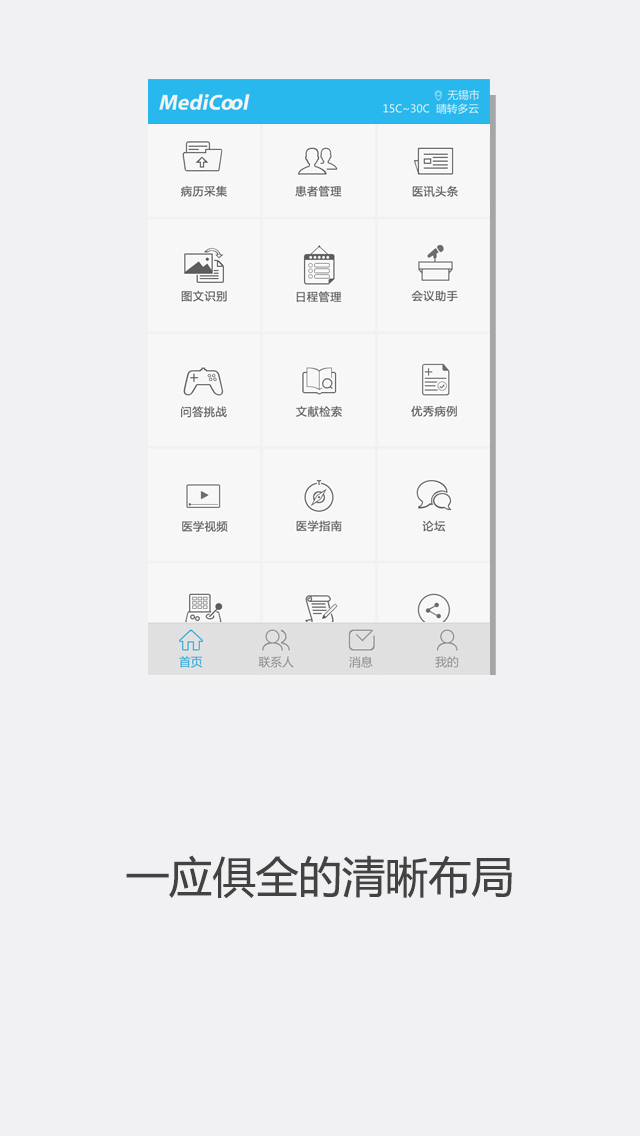 MediCool
无锡市
15C~30C 晴转多云
病历采集 患者管理 医讯头条
图文识别 日程管理 会议助手
问答挑战 文献检索 优秀病例
医学视频 医学指南 论坛
首页 联系人 消息 我的
一应俱全的清晰布局